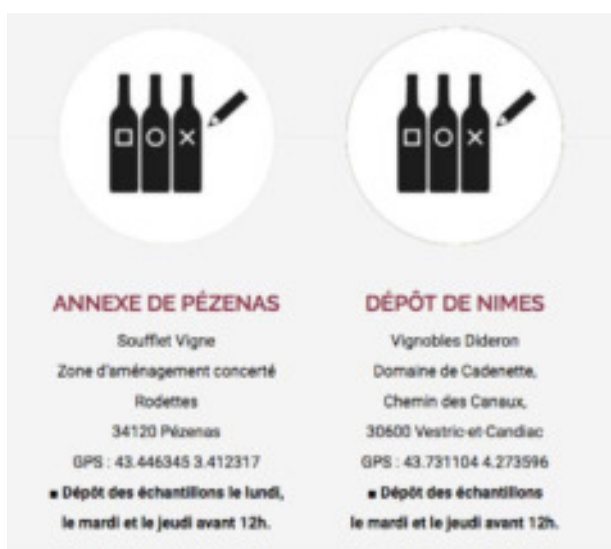 ANNEXE DE PÉZENAS
Soufflet Vigne
Zone d'aménagement concerté
Rodettes
34120 Pézenas
GPS : 43.446345 3.412317
▪ Dépôt des échantillons le lundi,
le mardi et le jeudi avant 12h.
DÉPÔT DE NIMES
Vignobles Dideron
Domaine de Cadenette,
Chemin des Canaux,
30600 Vestric-et-Candiac
GPS : 43.731104 4.273596
▪ Dépôt des échantillons
le mardi et le jeudi avant 12h.